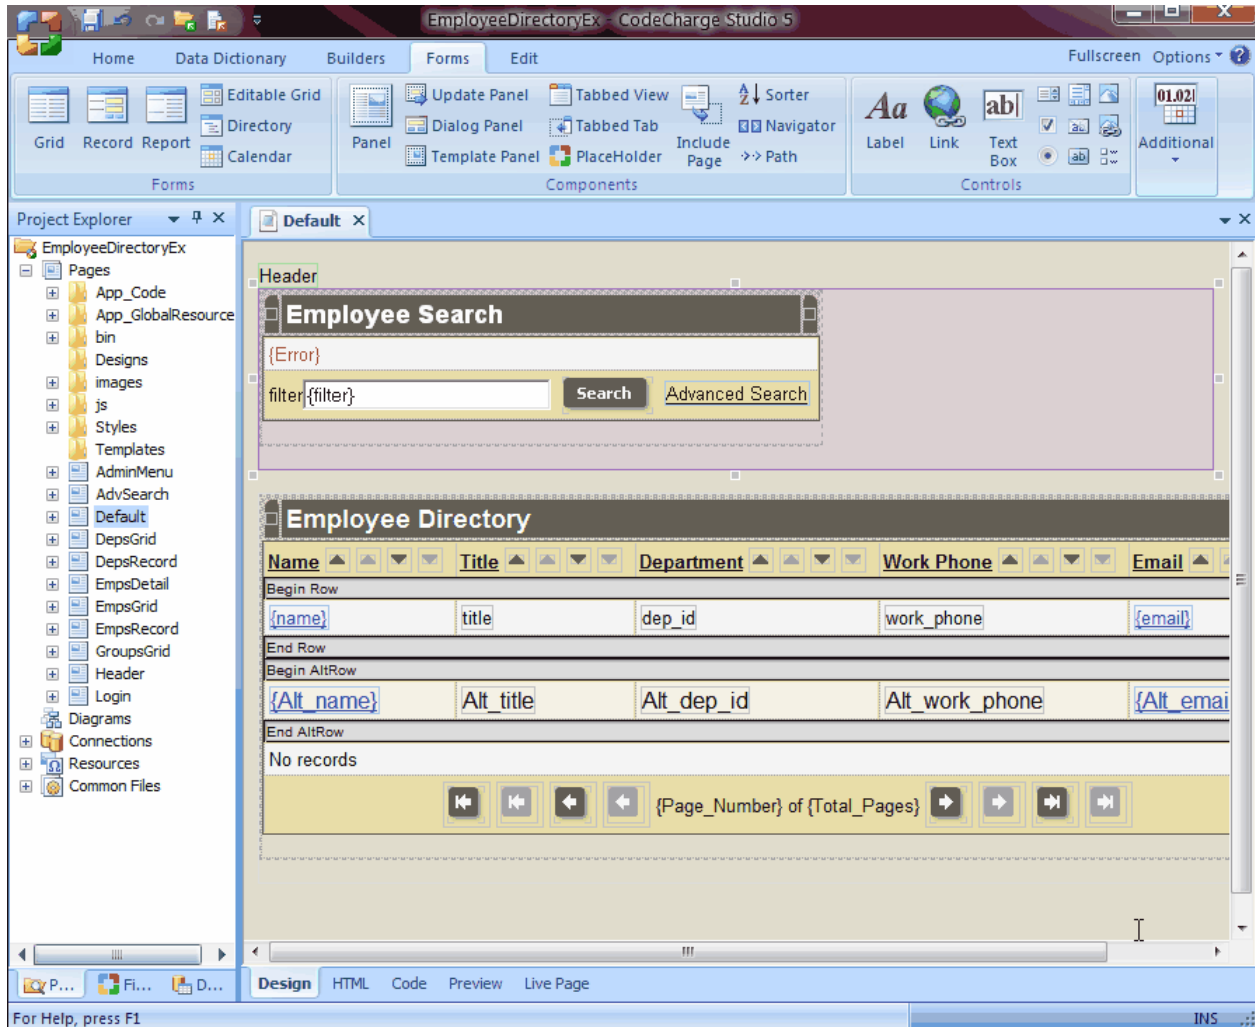 EmployeeDirectoryEx - CodeCharge Studio 5
Home Data Dictionary Builders Forms Edit Fullscreen Options
Grid Record Report
Editable Grid
Directory
Calendar
Forms
Panel
Update Panel
Dialog Panel
Template Panel
Tabbed View
Tabbed Tab
PlaceHolder
Include Page
Sorter
Navigator
Path
Components
Aa
Label
Link
ab|
Text Box
Controls
01.02
Additional
Project Explorer
EmployeeDirectoryEx
Pages
App_Code
App_GlobalResource
bin
Designs
images
js
Styles
Templates
AdminMenu
AdvSearch
Default
DepsGrid
DepsRecord
EmpsDetail
EmpsGrid
EmpsRecord
GroupsGrid
Header
Login
Diagrams
Connections
Resources
Common Files
P... Fi... D...
Default
Header
Employee Search
{Error}
filter {filter} Search Advanced Search
Employee Directory
Name Title Department Work Phone Email
Begin Row
{name} title dep_id work_phone {email}
End Row
Begin AltRow
{Alt_name} Alt_title Alt_dep_id Alt_work_phone {Alt_emai
End AltRow
No records
{Page_Number} of {Total_Pages}
Design HTML Code Preview Live Page
For Help, press F1 INS